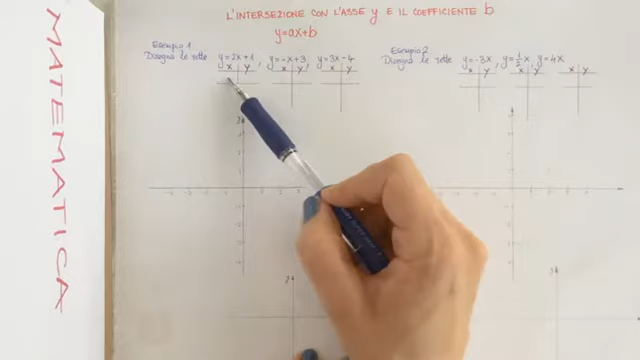 MATEMATICA
L'INTERSEZIONE CON L'ASSE y E IL COEFFICIENTE b
y=ax+b
Esempio 1
Disegna le rette y=2x+1, y=-x+3, y=3x-4
x y x y x y
Esempio 2
Disegna le rette y=-3x, y=½x, y=4x
x y x y x y